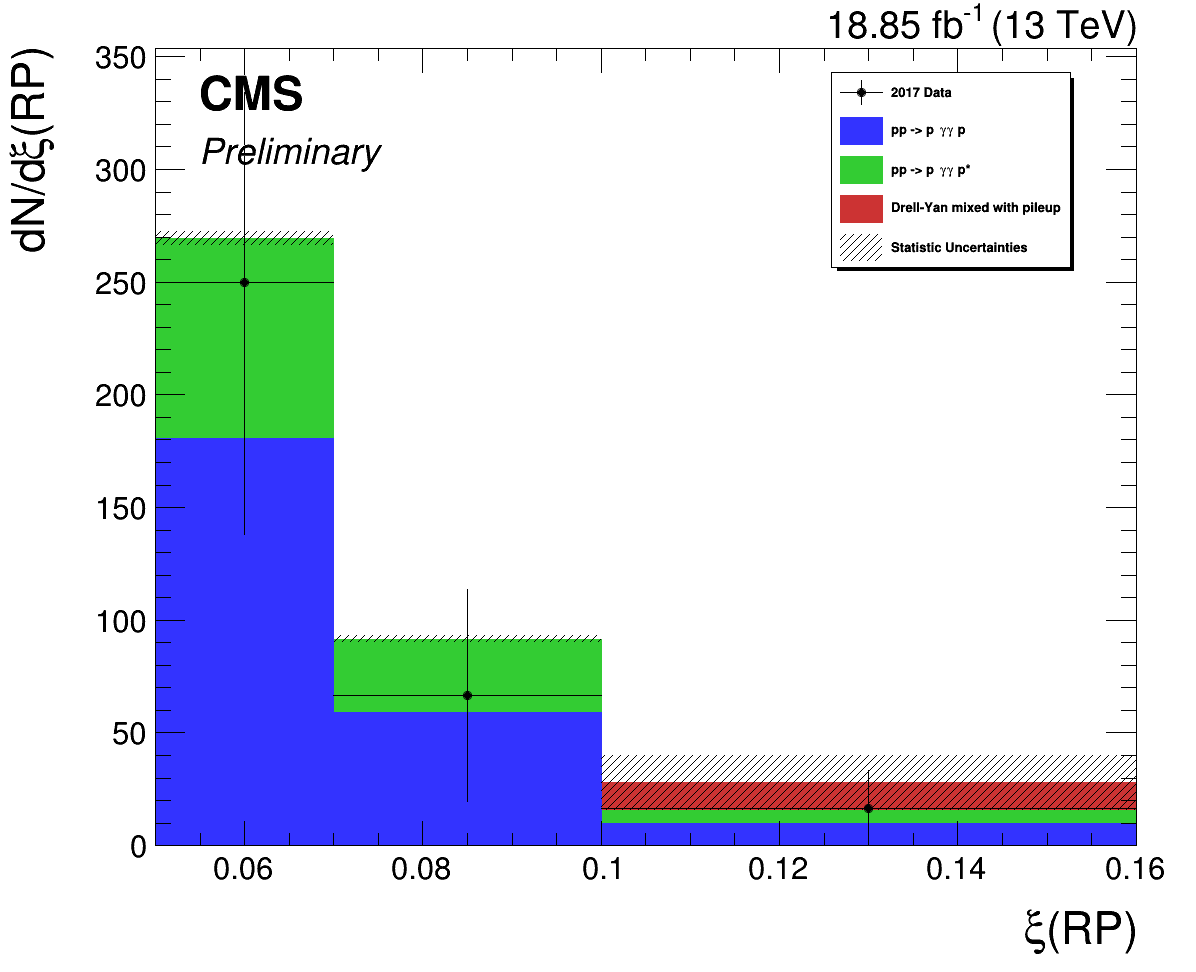 18.85 fb⁻¹ (13 TeV)
dN/dξ(RP)
CMS
Preliminary
2017 Data
pp -> p γγ p
pp -> p γγ p*
Drell-Yan mixed with pileup
Statistic Uncertainties
350
300
250
200
150
100
50
0
0.06 0.08 0.1 0.12 0.14 0.16
ξ(RP)